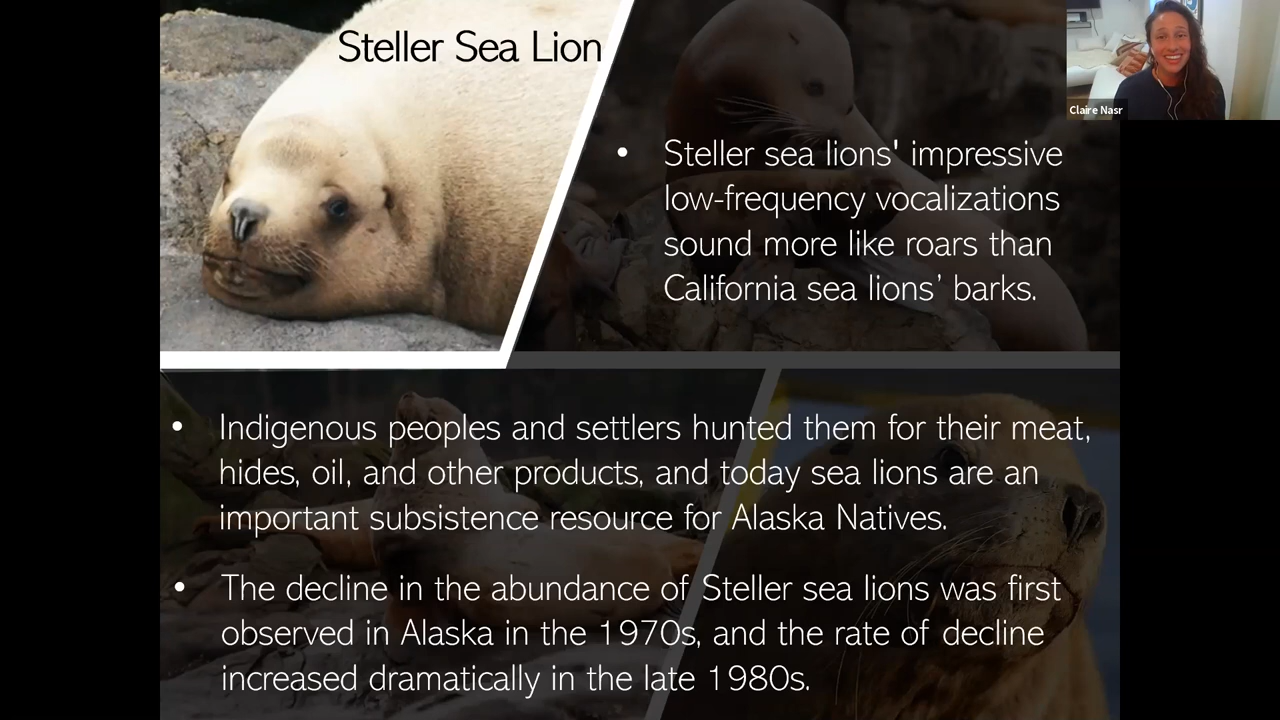 Steller Sea Lion
Claire Nasr
• Steller sea lions' impressive
low-frequency vocalizations
sound more like roars than
California sea lions’ barks.
• Indigenous peoples and settlers hunted them for their meat,
hides, oil, and other products, and today sea lions are an
important subsistence resource for Alaska Natives.
• The decline in the abundance of Steller sea lions was first
observed in Alaska in the 1970s, and the rate of decline
increased dramatically in the late 1980s.